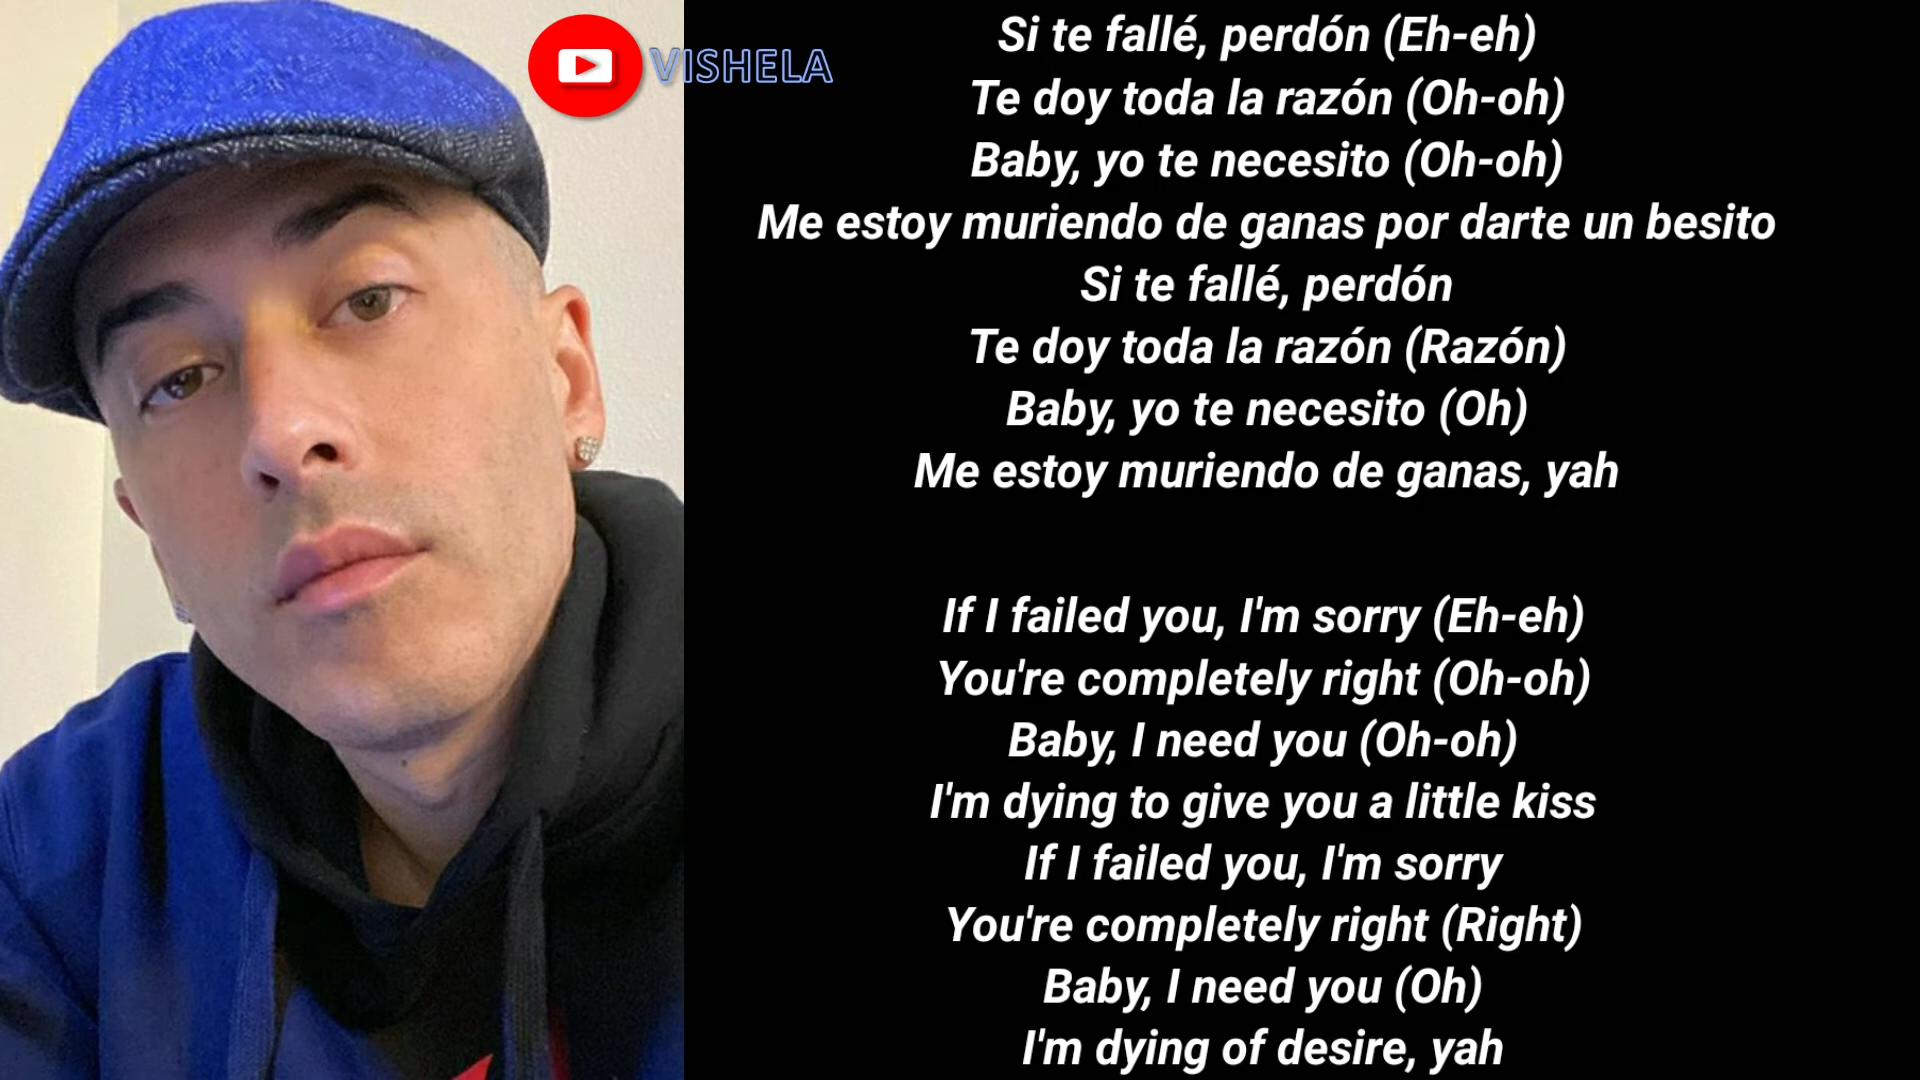 VISHELA
Si te fallé, perdón (Eh-eh)
Te doy toda la razón (Oh-oh)
Baby, yo te necesito (Oh-oh)
Me estoy muriendo de ganas por darte un besito
Si te fallé, perdón
Te doy toda la razón (Razón)
Baby, yo te necesito (Oh)
Me estoy muriendo de ganas, yah
If I failed you, I'm sorry (Eh-eh)
You're completely right (Oh-oh)
Baby, I need you (Oh-oh)
I'm dying to give you a little kiss
If I failed you, I'm sorry
You're completely right (Right)
Baby, I need you (Oh)
I'm dying of desire, yah